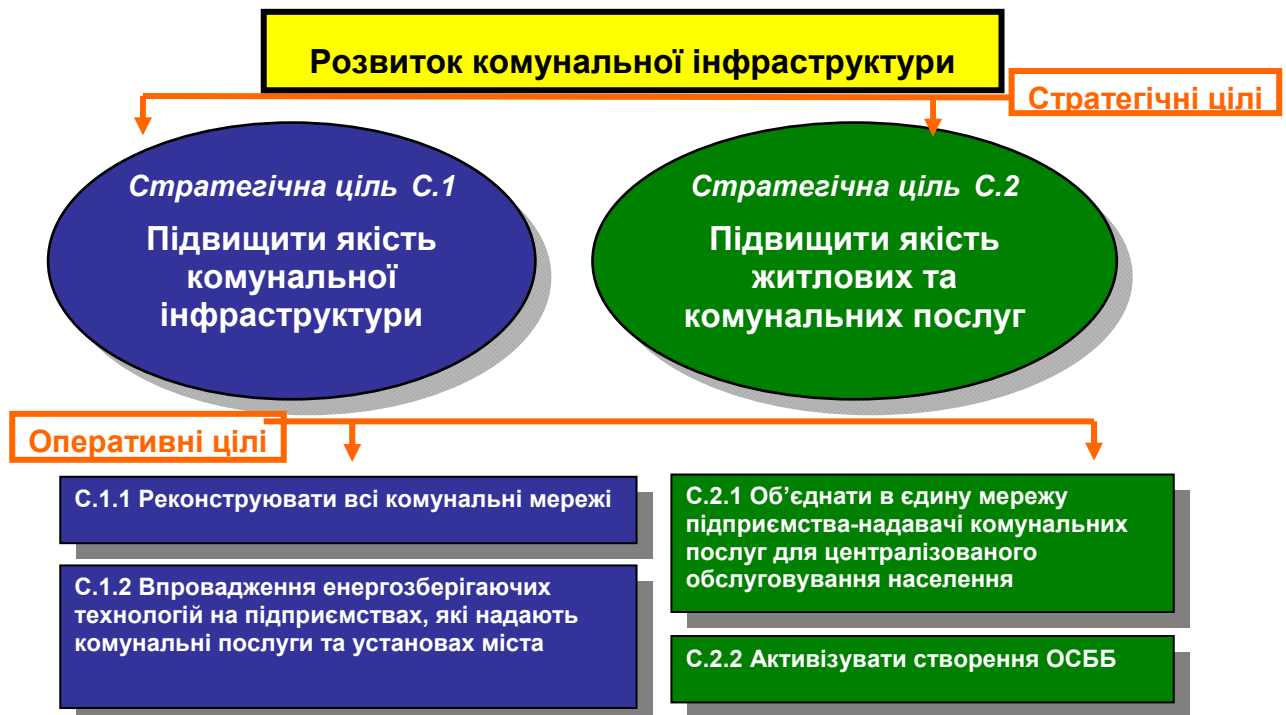 Розвиток комунальної інфраструктури
Стратегічні цілі
Стратегічна ціль С.1
Підвищити якість
комунальної
інфраструктури
Стратегічна ціль С.2
Підвищити якість
житлових та
комунальних послуг
Оперативні цілі
С.1.1 Реконструювати всі комунальні мережі
С.1.2 Впровадження енергозберігаючих
технологій на підприємствах, які надають
комунальні послуги та установах міста
С.2.1 Об’єднати в єдину мережу
підприємства-надавачі комунальних
послуг для централізованого
обслуговування населення
С.2.2 Активізувати створення ОСББ